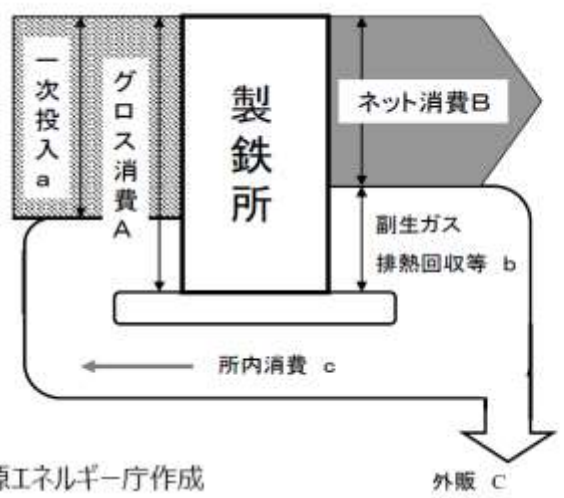 一次投入a
グロス消費A
製鉄所
ネット消費B
副生ガス
排熱回収等 b
所内消費 c
源エネルギー庁作成
外販 C